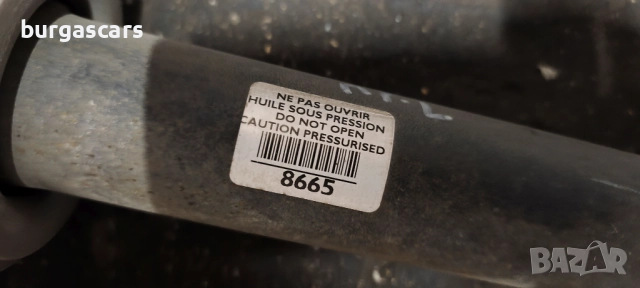 burgascars
NE PAS OUVRIR
HUILE SOUS PRESSION
DO NOT OPEN
CAUTION PRESSURISED
8665
BAZAR